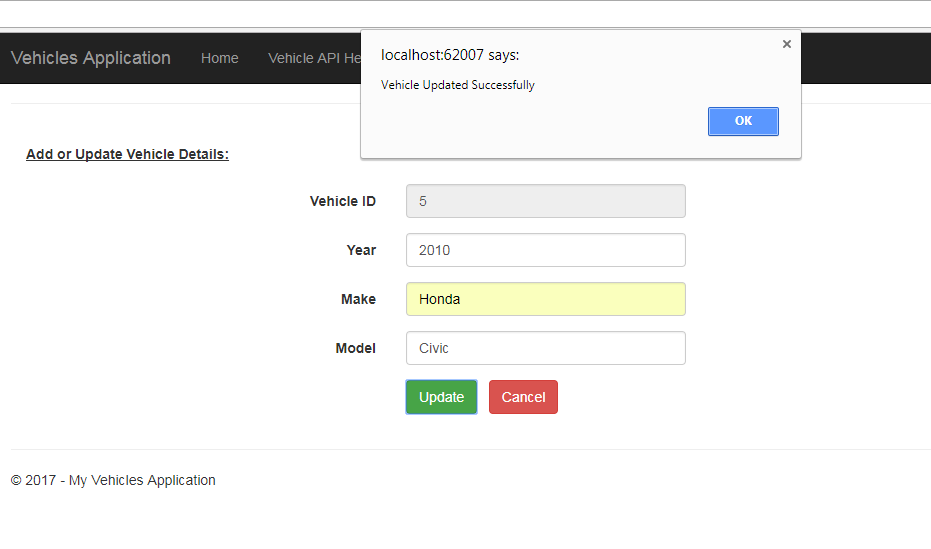 Vehicles Application Home Vehicle API He
localhost:62007 says:
Vehicle Updated Successfully
OK
Add or Update Vehicle Details:
Vehicle ID 5
Year 2010
Make Honda
Model Civic
Update Cancel
© 2017 - My Vehicles Application